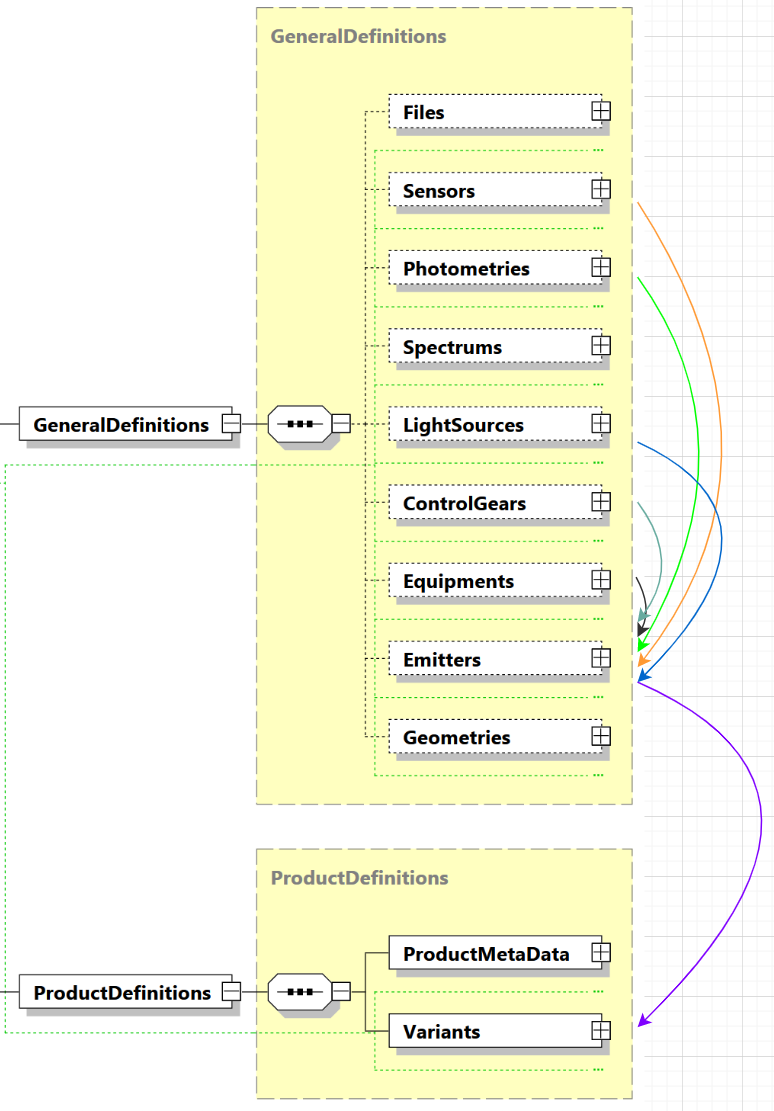 GeneralDefinitions
Files
Sensors
Photometries
Spectrums
GeneralDefinitions
LightSources
ControlGears
Equipments
Emitters
Geometries
ProductDefinitions
ProductMetaData
ProductDefinitions
Variants